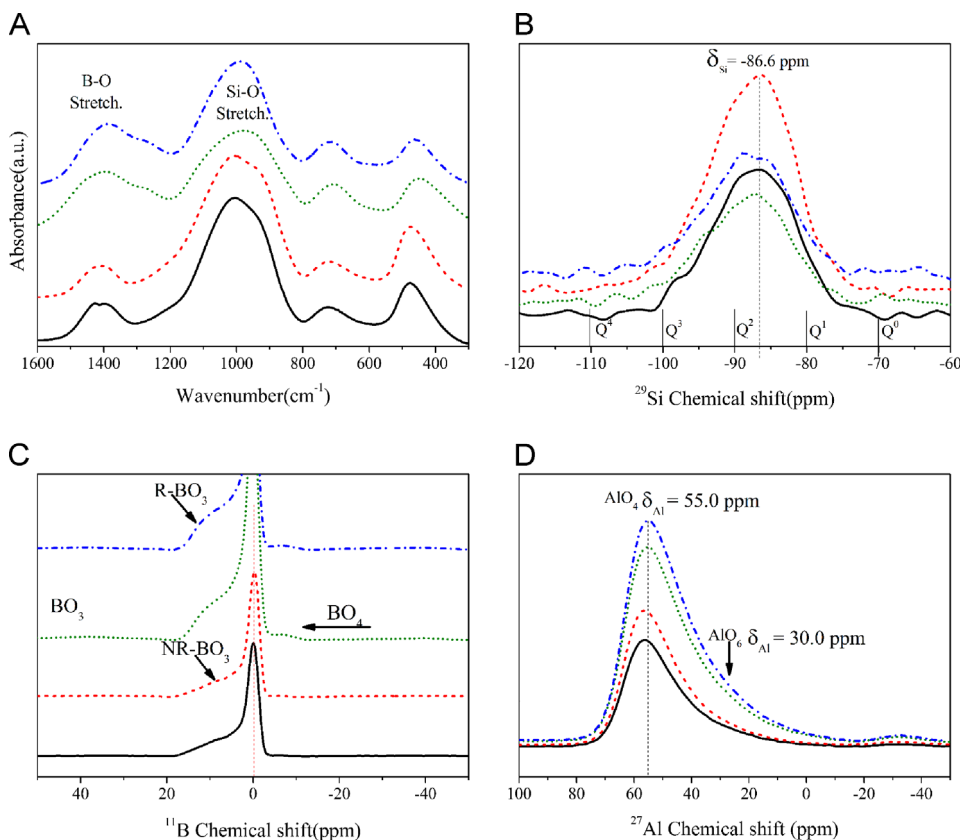 A
B-O
Stretch.
Si-O
Stretch.
Absorbance(a.u.)
1600 1400 1200 1000 800 600 400
Wavenumber(cm⁻¹)
B
δSi = -86.6 ppm
Q⁴ Q³ Q² Q¹ Q⁰
-120 -110 -100 -90 -80 -70 -60
²⁹Si Chemical shift(ppm)
C
R-BO₃
BO₃
BO₄
NR-BO₃
40 20 0 -20 -40
¹¹B Chemical shift(ppm)
D
AlO₄ δAl = 55.0 ppm
AlO₆ δAl = 30.0 ppm
100 80 60 40 20 0 -20 -40
²⁷Al Chemical shift(ppm)